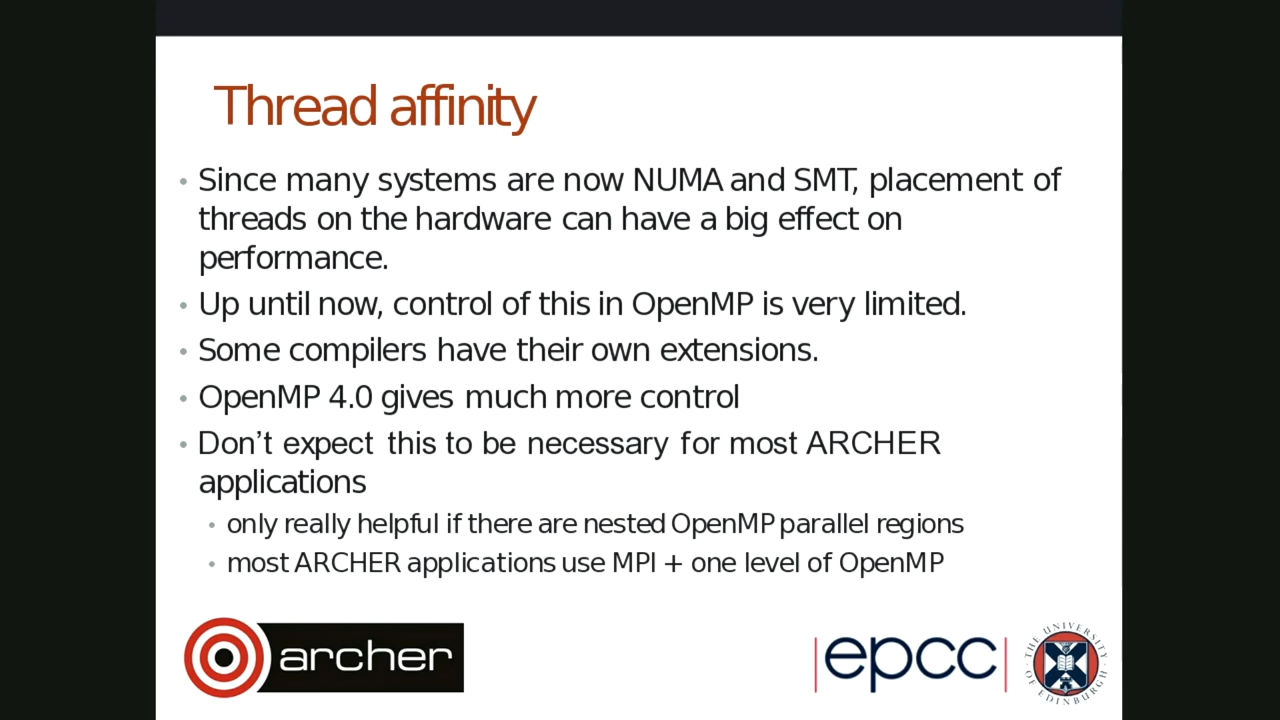 Thread affinity
• Since many systems are now NUMA and SMT, placement of
threads on the hardware can have a big effect on
performance.
• Up until now, control of this in OpenMP is very limited.
• Some compilers have their own extensions.
• OpenMP 4.0 gives much more control
• Don’t expect this to be necessary for most ARCHER
applications
• only really helpful if there are nested OpenMP parallel regions
• most ARCHER applications use MPI + one level of OpenMP
archer
epcc
THE UNIVERSITY
OF EDINBURGH